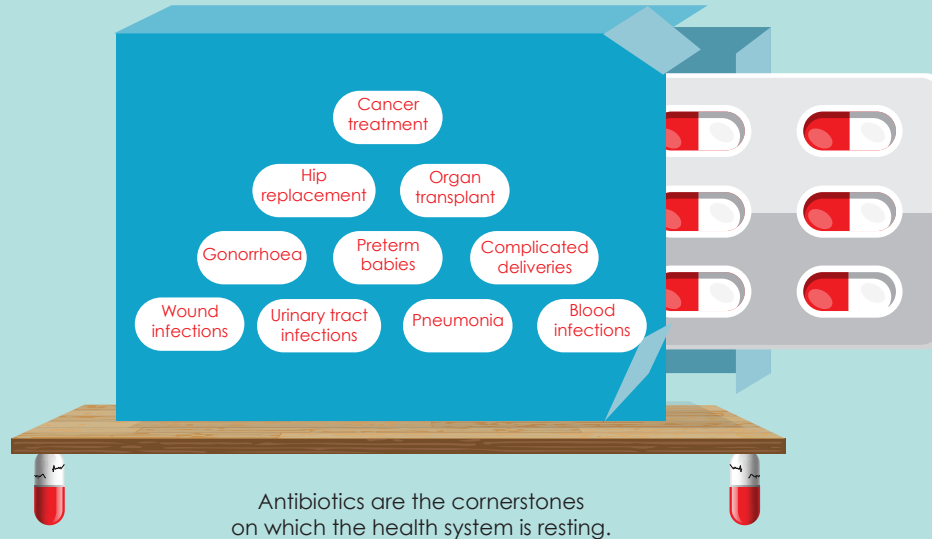 Cancer
treatment
Hip
replacement
Organ
transplant
Gonorrhoea
Preterm
babies
Complicated
deliveries
Wound
infections
Urinary tract
infections
Pneumonia
Blood
infections
Antibiotics are the cornerstones
on which the health system is resting.